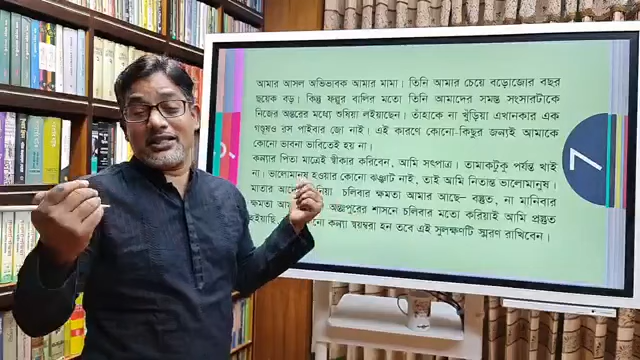 আমার আসল অভিভাবক আমার মামা। তিনি আমার চেয়ে বড়োজোর বছর
ছয়েক বড়। কিন্তু ফল্গুর বালির মতো তিনি আমাদের সমস্ত সংসারটাকে
নিজের অন্তরের মধ্যে শুষিয়া লইয়াছেন। তাঁহাকে না খুঁড়িয়া এখানকার এক
গণ্ডূষও রস পাইবার জো নাই। এই কারণে কোনো-কিছুর জন্যই আমাকে
কোনো ভাবনা ভাবিতেই হয় না।
কন্যার পিতা মাত্রেই স্বীকার করিবেন, আমি সৎপাত্র। তামাকটুকু পর্যন্ত খাই
না। ভালোমানুষ হওয়ার কোনো ঝঞ্ঝাট নাই, তাই আমি নিতান্ত ভালোমানুষ।
মাতার চলিবার ক্ষমতা আমার আছে– বস্তুত, না মানিবার
ক্ষমতা অন্তঃপুরের শাসনে চলিবার মতো করিয়াই আমি প্রস্তুত
হইয়াছি, কন্যা স্বয়ম্বরা হন তবে এই সুলক্ষণটি স্মরণ রাখিবেন।
7